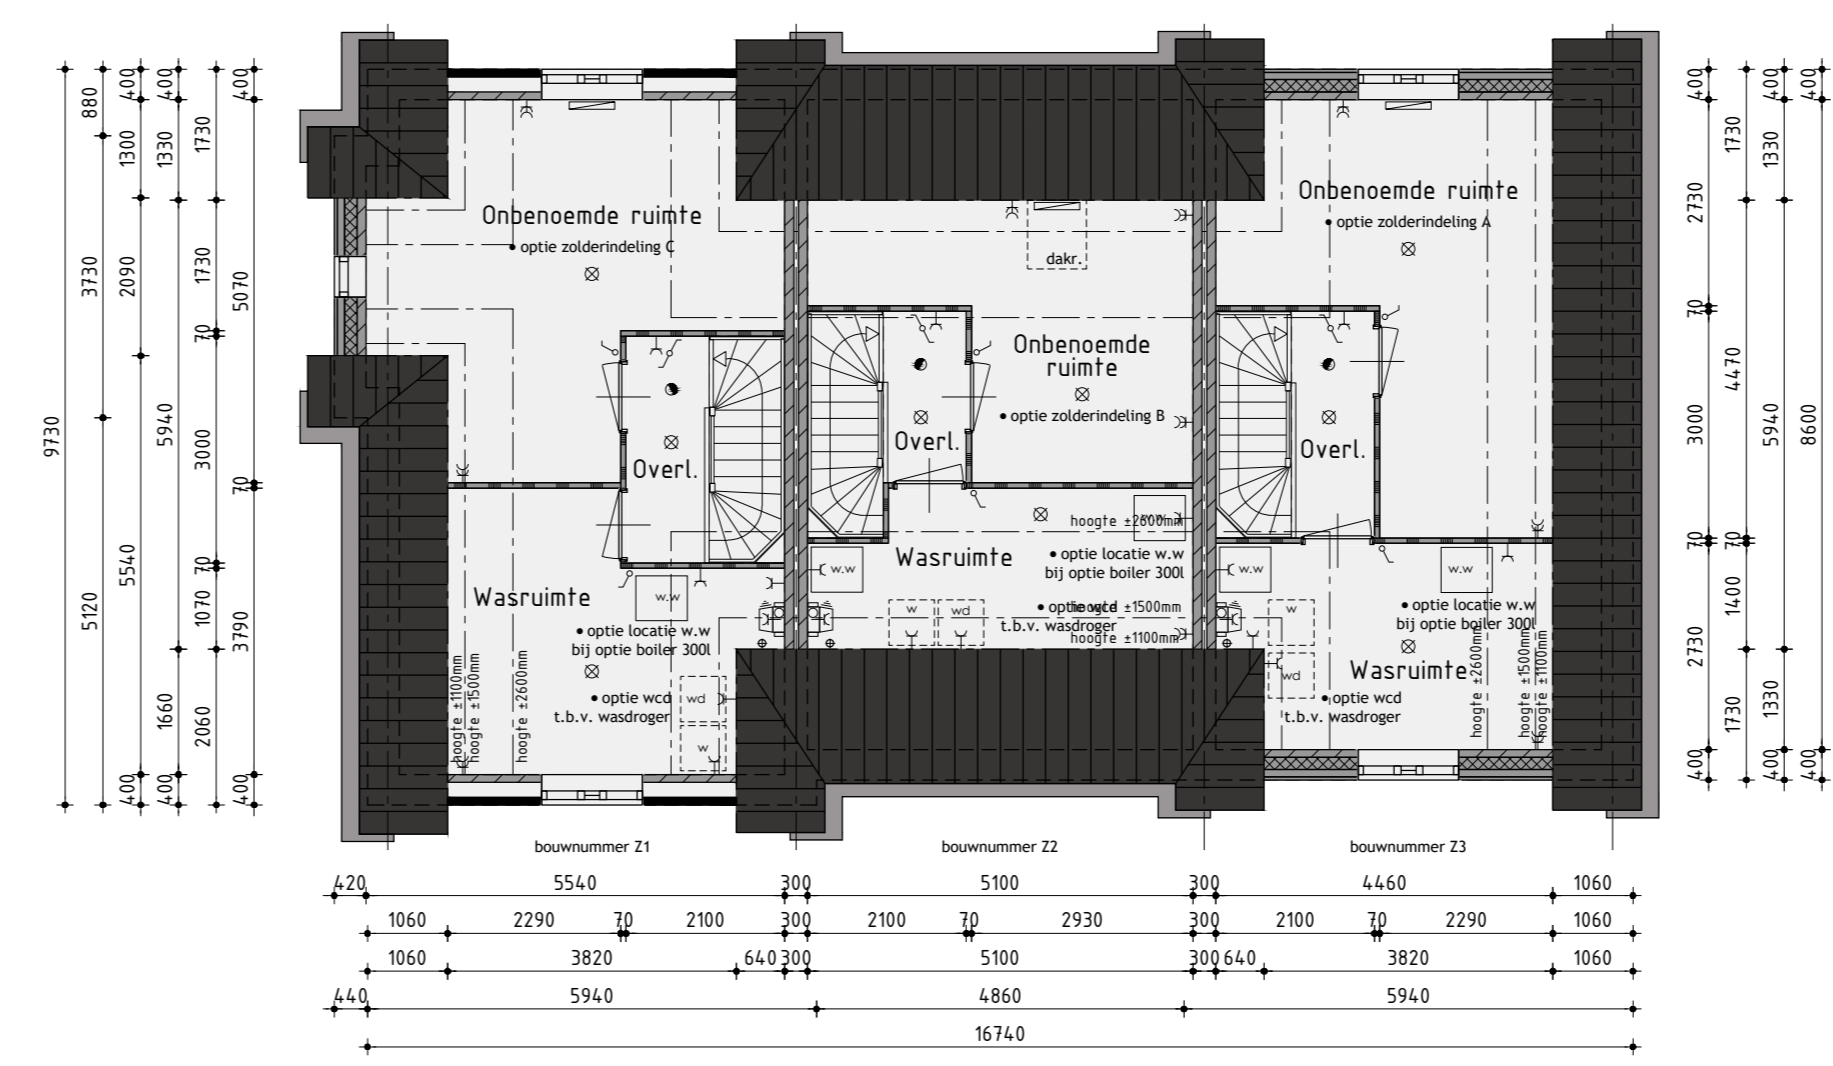 Onbenoemde ruimte
• optie zolderindeling C
Overl.
Wasruimte
w.w
• optie locatie w.w
bij optie boiler 300l
• optie wcd
t.b.v. wasdroger
wd
w
hoogte ±1100mm
hoogte ±1500mm
hoogte ±2600mm
dakr.
Onbenoemde
ruimte
• optie zolderindeling B
Overl.
Wasruimte
hoogte ±2600mm
w.w
w.w
• optie locatie w.w
bij optie boiler 300l
w
wd
• optie wcd
hoogte ±1500mm
t.b.v. wasdroger
hoogte ±1100mm
Onbenoemde ruimte
• optie zolderindeling A
Overl.
w.w
w.w
• optie locatie w.w
bij optie boiler 300l
w
wd
Wasruimte
• optie wcd
t.b.v. wasdroger
hoogte ±2600mm
hoogte ±1500mm
hoogte ±1100mm
bouwnummer Z1
bouwnummer Z2
bouwnummer Z3
9730
880
3730
5120
400
1300
2090
5540
400
400
1330
5940
1660
400
1730
1730
70
3000
70
1070
2060
400
5070
70
3790
400
400
2730
70
3000
70
2730
400
1730
4470
70
1400
1730
400
1330
5940
1330
400
400
8600
400
420 5540 300 5100 300 4460 1060
1060 2290 70 2100 300 2100 70 2930 300 2100 70 2290 1060
1060 3820 640 300 5100 300 640 3820 1060
440 5940 4860 5940
16740